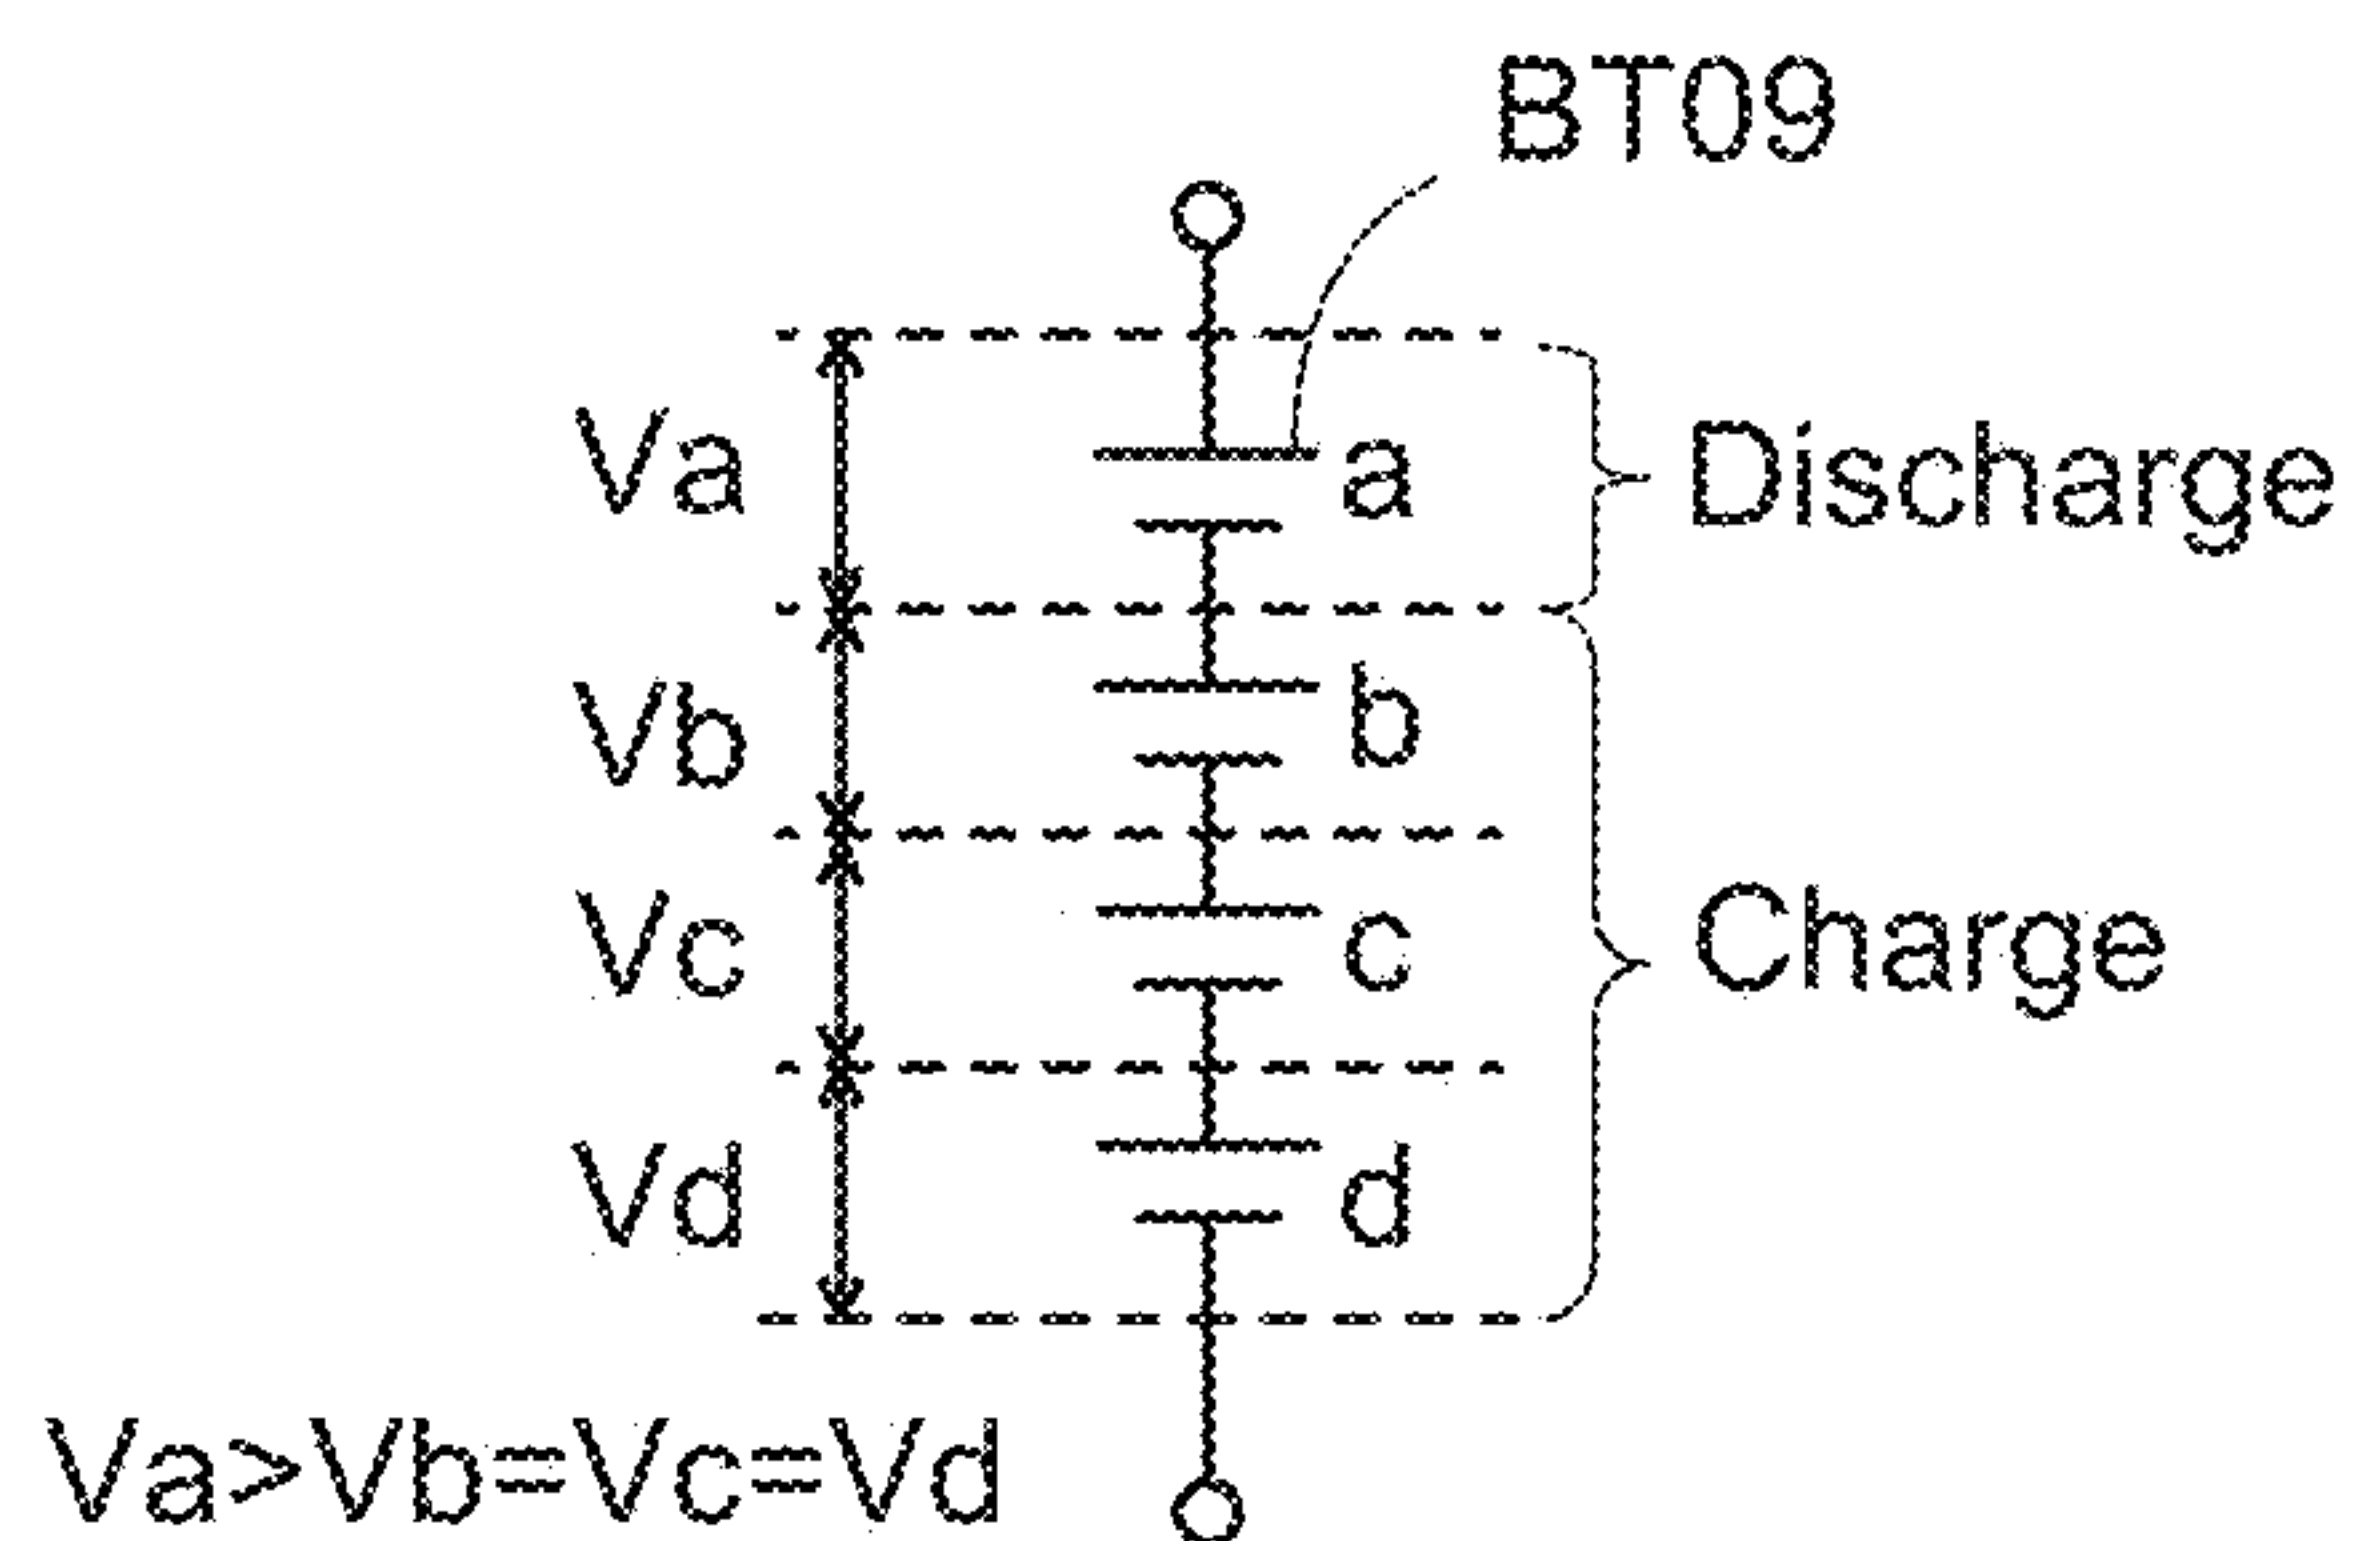 BT09
Va
a
Discharge
Vb
b
Vc
c
Charge
Vd
d
Va>Vb=Vc=Vd